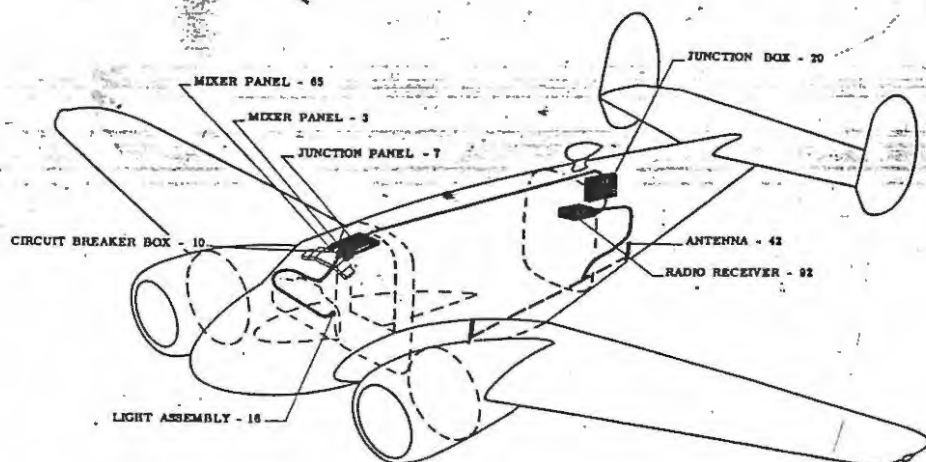 JUNCTION BOX - 20
MIXER PANEL - 65
MIXER PANEL - 3
JUNCTION PANEL - 7
CIRCUIT BREAKER BOX - 10
ANTENNA - 42
RADIO RECEIVER - 92
LIGHT ASSEMBLY - 16